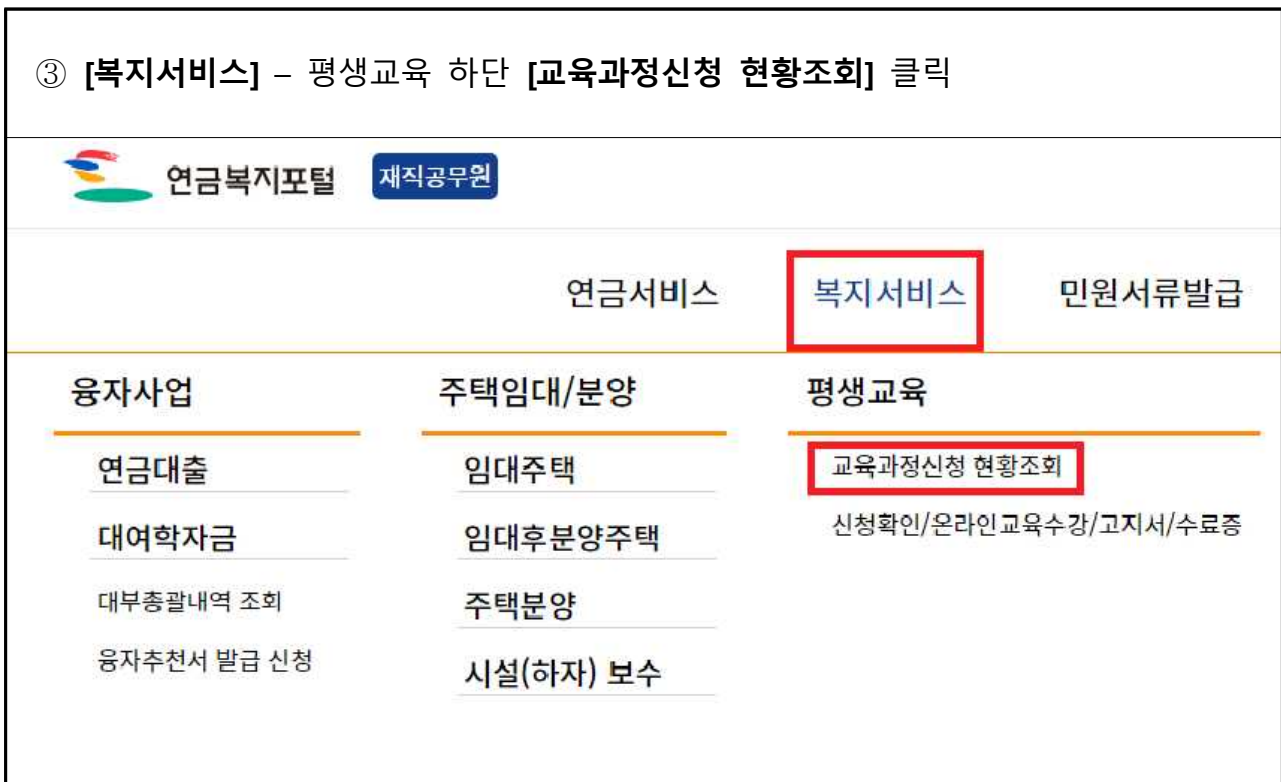 ③ [복지서비스] – 평생교육 하단 [교육과정신청 현황조회] 클릭
연금복지포털 재직공무원
연금서비스 복지서비스 민원서류발급
융자사업 주택임대/분양 평생교육
연금대출 임대주택 교육과정신청 현황조회
대여학자금 임대후분양주택 신청확인/온라인교육수강/고지서/수료증
대부총괄내역 조회 주택분양
융자추천서 발급 신청 시설(하자) 보수